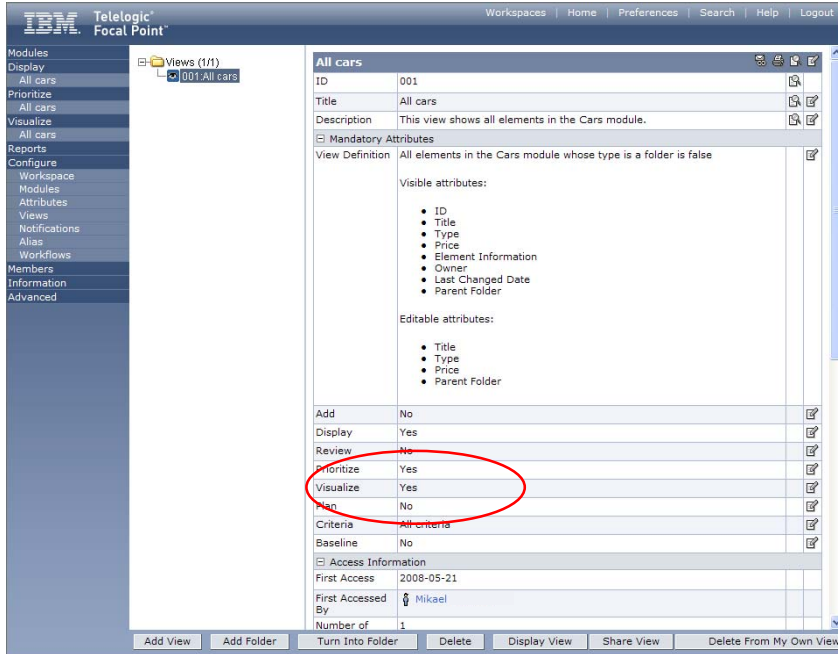 Workspaces | Home | Preferences | Search | Help | Logout
IBM. Telelogic®
Focal Point™
Modules
Display
All cars
Prioritize
All cars
Visualize
All cars
Reports
Configure
Workspace
Modules
Attributes
Views
Notifications
Alias
Workflows
Members
Information
Advanced
Views (1/1)
001:All cars
All cars
ID 001
Title All cars
Description This view shows all elements in the Cars module.
Mandatory Attributes
View Definition All elements in the Cars module whose type is a folder is false
Visible attributes:
• ID
• Title
• Type
• Price
• Element Information
• Owner
• Last Changed Date
• Parent Folder
Editable attributes:
• Title
• Type
• Price
• Parent Folder
Add No
Display Yes
Review No
Prioritize Yes
Visualize Yes
Plan No
Criteria All criteria
Baseline No
Access Information
First Access 2008-05-21
First Accessed Mikael
By
Number of 1
Add View Add Folder Turn Into Folder Delete Display View Share View Delete From My Own View